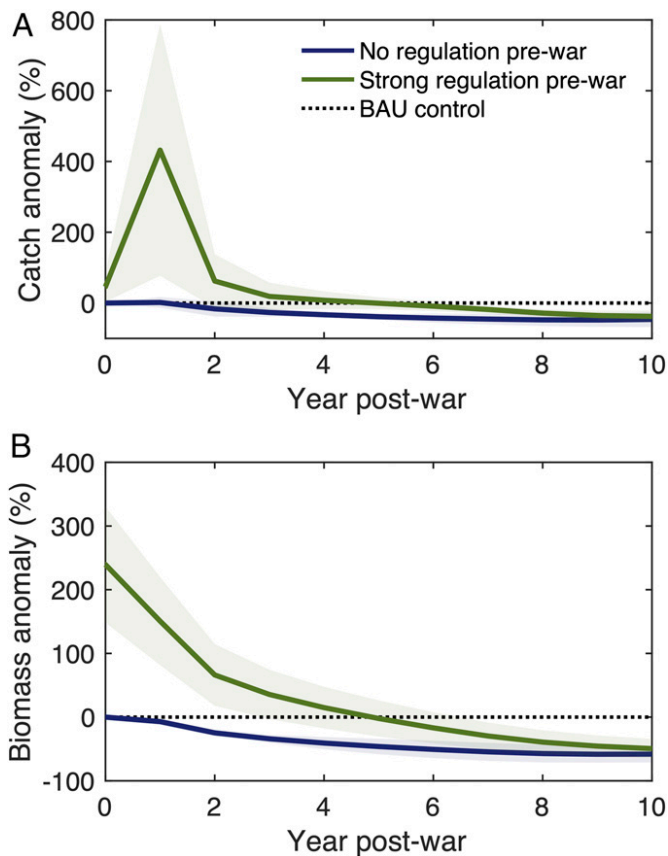 A
800
600
400
200
0
Catch anomaly (%)
No regulation pre-war
Strong regulation pre-war
BAU control
0 2 4 6 8 10
Year post-war
B
400
300
200
100
0
-100
Biomass anomaly (%)
0 2 4 6 8 10
Year post-war